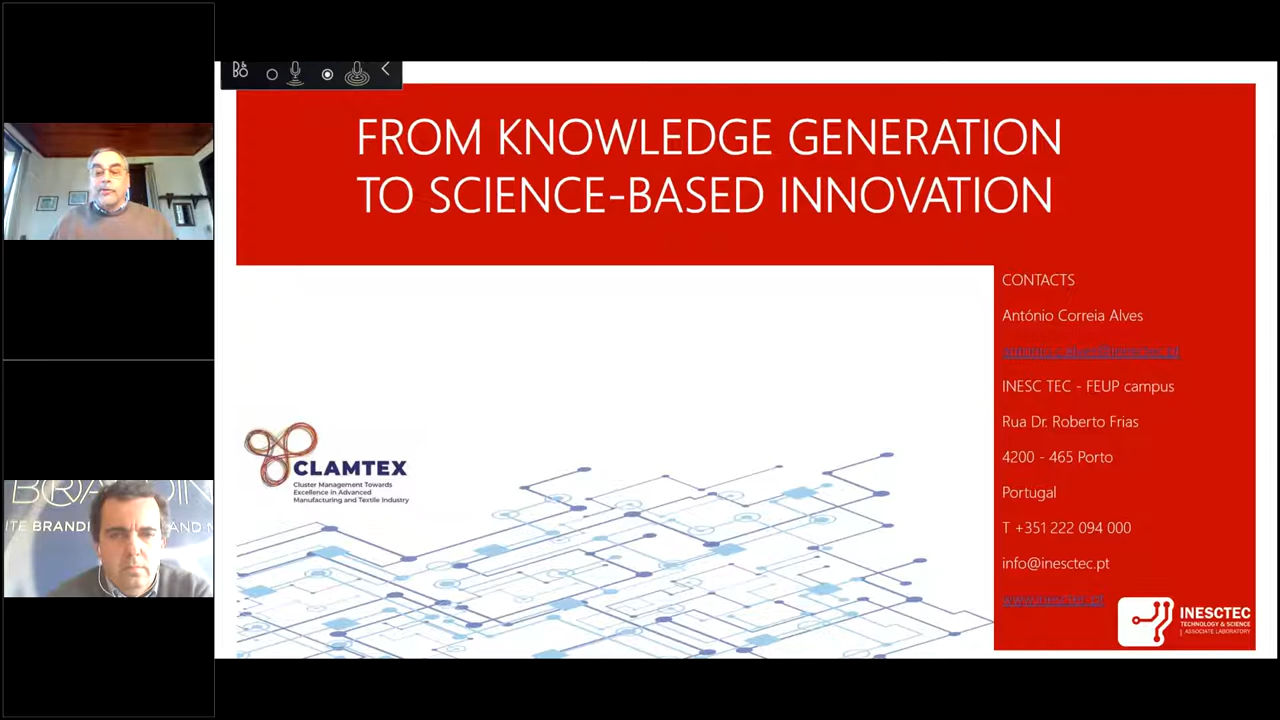 FROM KNOWLEDGE GENERATION
TO SCIENCE-BASED INNOVATION
CONTACTS
António Correia Alves
INESC TEC - FEUP campus
Rua Dr. Roberto Frias
4200 - 465 Porto
Portugal
T +351 222 094 000
info@inesctec.pt
CLAMTEX
Cluster Management Towards
Excellence in Advanced
Manufacturing and Textile Industry
INESCTEC
TECHNOLOGY & SCIENCE
ASSOCIATE LABORATORY